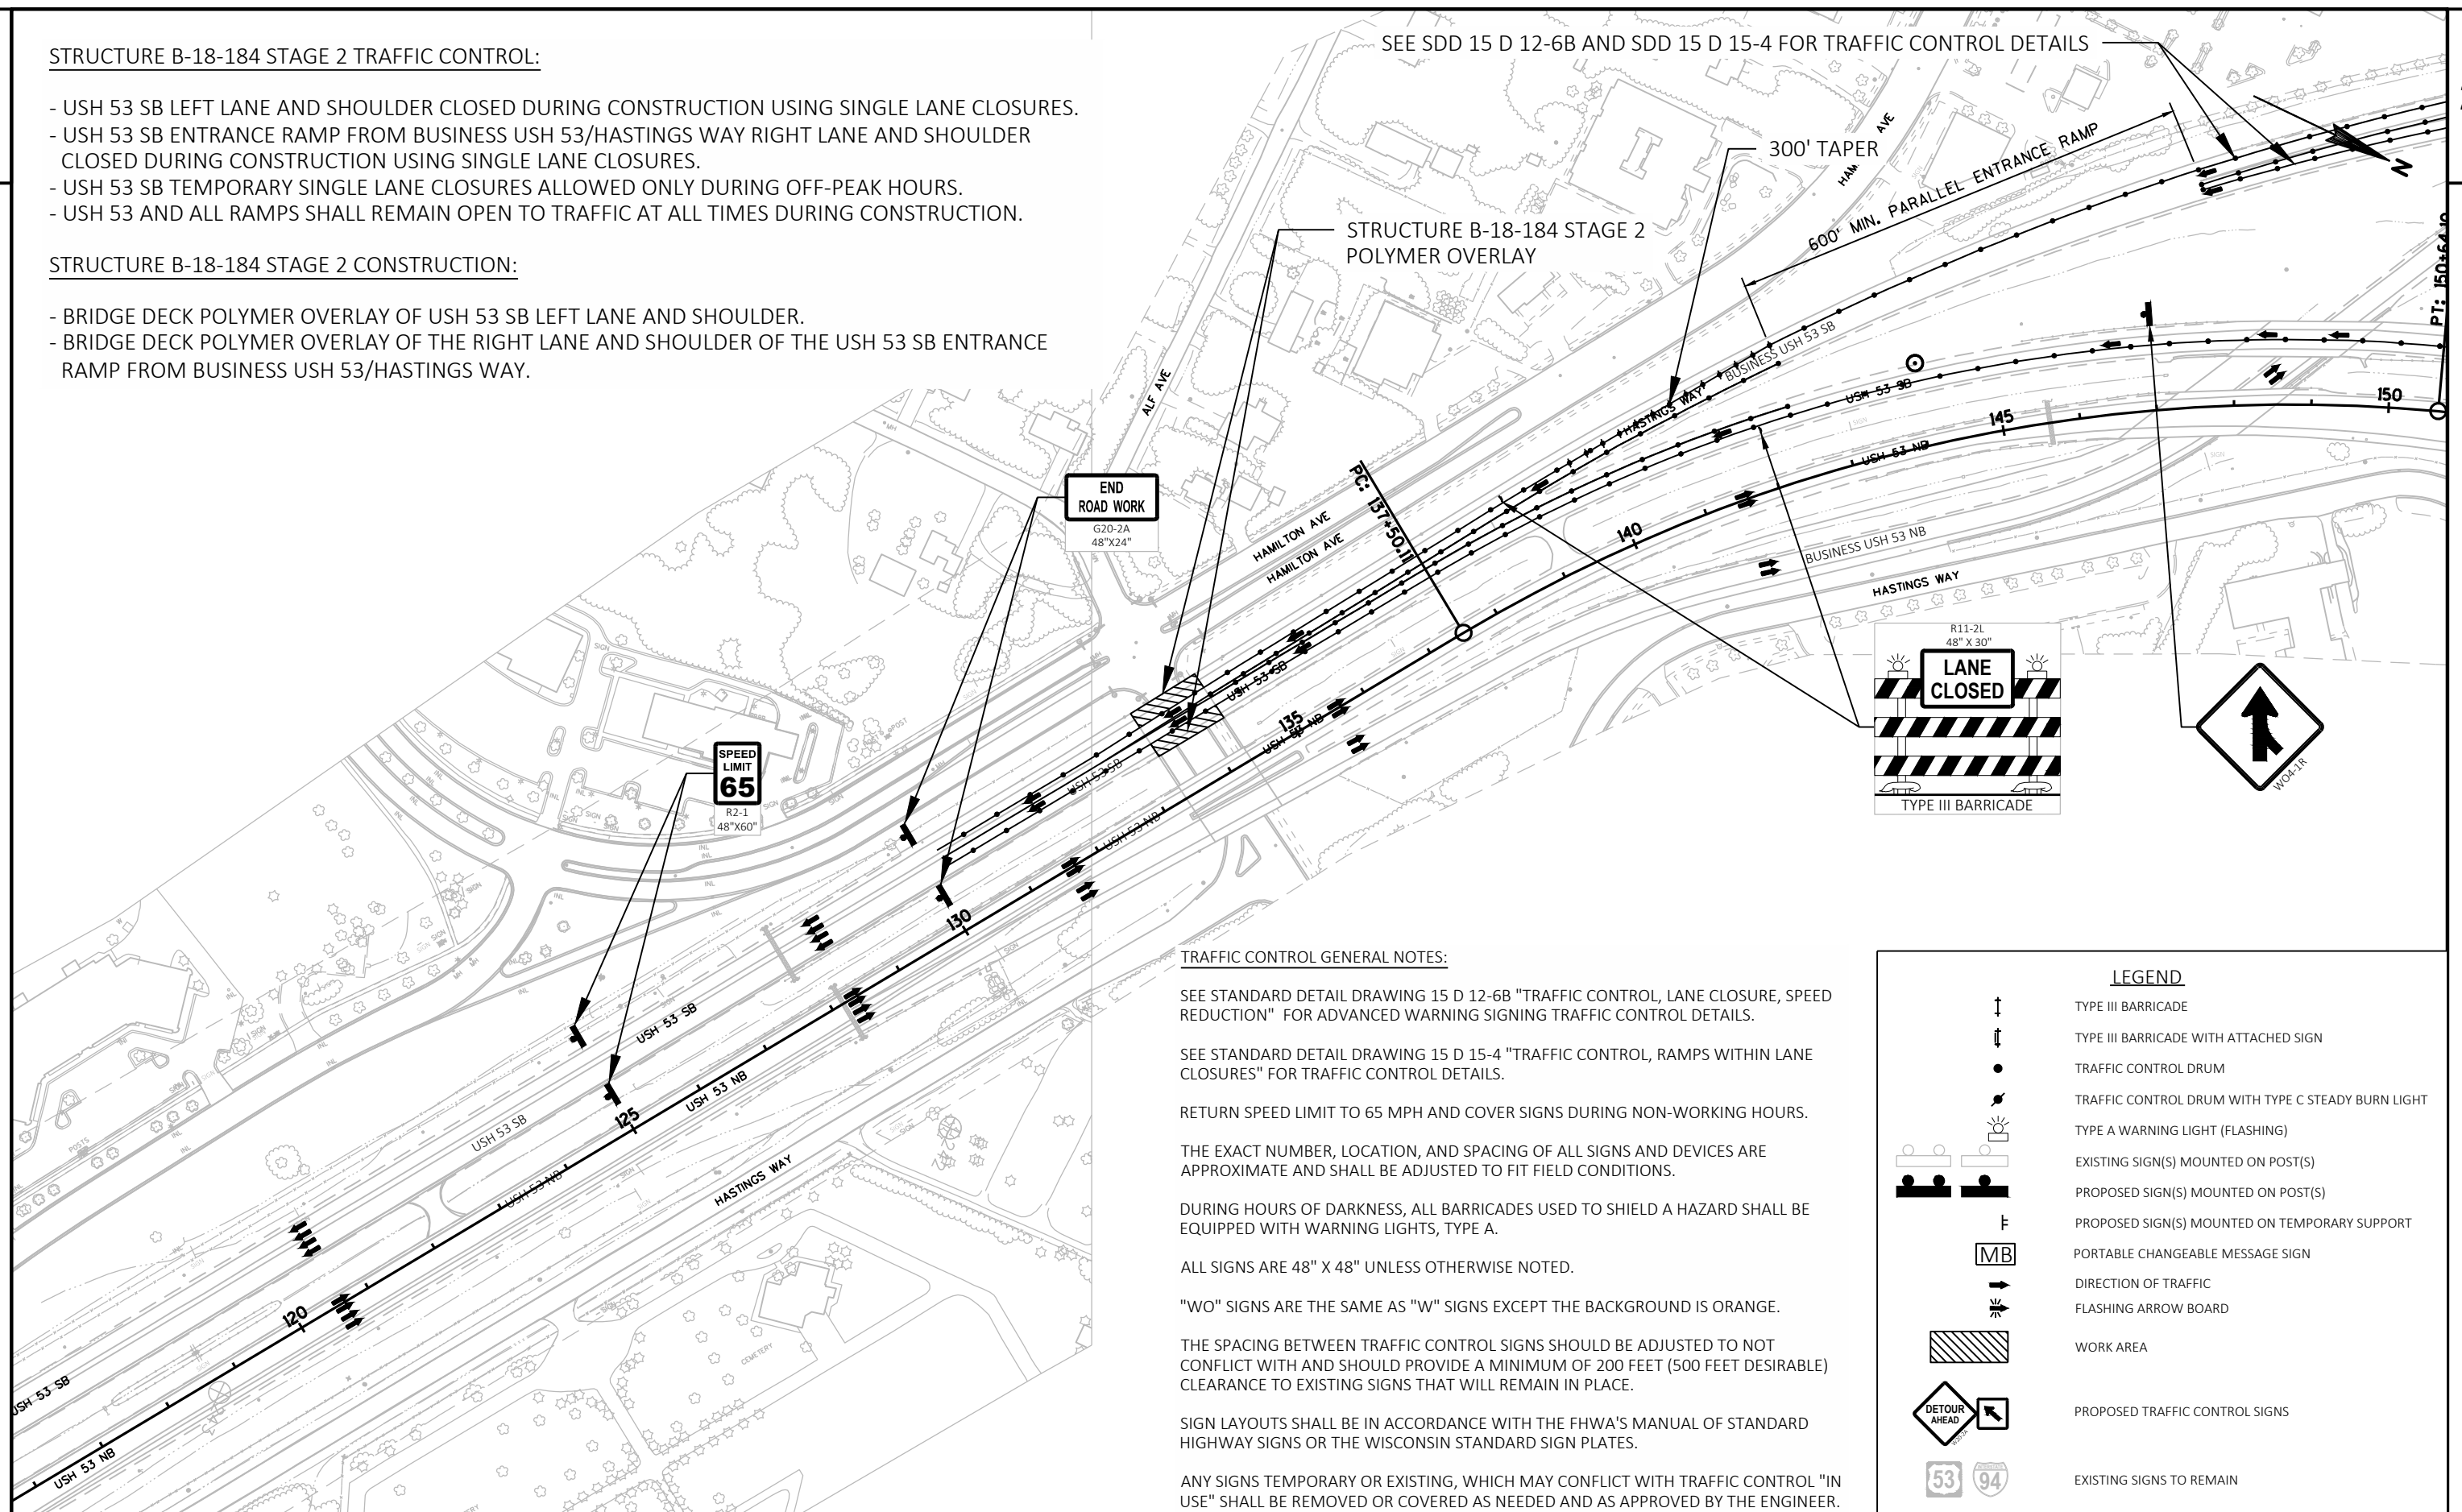 STRUCTURE B-18-184 STAGE 2 TRAFFIC CONTROL:
- USH 53 SB LEFT LANE AND SHOULDER CLOSED DURING CONSTRUCTION USING SINGLE LANE CLOSURES.
- USH 53 SB ENTRANCE RAMP FROM BUSINESS USH 53/HASTINGS WAY RIGHT LANE AND SHOULDER
CLOSED DURING CONSTRUCTION USING SINGLE LANE CLOSURES.
- USH 53 SB TEMPORARY SINGLE LANE CLOSURES ALLOWED ONLY DURING OFF-PEAK HOURS.
- USH 53 AND ALL RAMPS SHALL REMAIN OPEN TO TRAFFIC AT ALL TIMES DURING CONSTRUCTION.
STRUCTURE B-18-184 STAGE 2 CONSTRUCTION:
- BRIDGE DECK POLYMER OVERLAY OF USH 53 SB LEFT LANE AND SHOULDER.
- BRIDGE DECK POLYMER OVERLAY OF THE RIGHT LANE AND SHOULDER OF THE USH 53 SB ENTRANCE
RAMP FROM BUSINESS USH 53/HASTINGS WAY.
SEE SDD 15 D 12-6B AND SDD 15 D 15-4 FOR TRAFFIC CONTROL DETAILS
300' TAPER
HAM AVE
600' MIN. PARALLEL ENTRANCE RAMP
N
STRUCTURE B-18-184 STAGE 2
POLYMER OVERLAY
PT: 150+64.19
BUSINESS USH 53 SB
HASTINGS WAY
USH 53 SB
145
150
USH 53 NB
ALF AVE
PC: 137+50.11
140
BUSINESS USH 53 NB
HASTINGS WAY
END
ROAD WORK
G20-2A
48"X24"
HAMILTON AVE
HAMILTON AVE
R11-2L
48" X 30"
LANE
CLOSED
TYPE III BARRICADE
WO4-1R
USH 53 SB
135
USH 53 NB
SPEED
LIMIT
65
R2-1
48"X60"
USH 53 SB
USH 53 NB
130
USH 53 SB
USH 53 NB
125
USH 53 SB
USH 53 NB
HASTINGS WAY
120
CEMETERY
USH 53 SB
USH 53 NB
TRAFFIC CONTROL GENERAL NOTES:
SEE STANDARD DETAIL DRAWING 15 D 12-6B "TRAFFIC CONTROL, LANE CLOSURE, SPEED
REDUCTION" FOR ADVANCED WARNING SIGNING TRAFFIC CONTROL DETAILS.
SEE STANDARD DETAIL DRAWING 15 D 15-4 "TRAFFIC CONTROL, RAMPS WITHIN LANE
CLOSURES" FOR TRAFFIC CONTROL DETAILS.
RETURN SPEED LIMIT TO 65 MPH AND COVER SIGNS DURING NON-WORKING HOURS.
THE EXACT NUMBER, LOCATION, AND SPACING OF ALL SIGNS AND DEVICES ARE
APPROXIMATE AND SHALL BE ADJUSTED TO FIT FIELD CONDITIONS.
DURING HOURS OF DARKNESS, ALL BARRICADES USED TO SHIELD A HAZARD SHALL BE
EQUIPPED WITH WARNING LIGHTS, TYPE A.
ALL SIGNS ARE 48" X 48" UNLESS OTHERWISE NOTED.
"WO" SIGNS ARE THE SAME AS "W" SIGNS EXCEPT THE BACKGROUND IS ORANGE.
THE SPACING BETWEEN TRAFFIC CONTROL SIGNS SHOULD BE ADJUSTED TO NOT
CONFLICT WITH AND SHOULD PROVIDE A MINIMUM OF 200 FEET (500 FEET DESIRABLE)
CLEARANCE TO EXISTING SIGNS THAT WILL REMAIN IN PLACE.
SIGN LAYOUTS SHALL BE IN ACCORDANCE WITH THE FHWA'S MANUAL OF STANDARD
HIGHWAY SIGNS OR THE WISCONSIN STANDARD SIGN PLATES.
ANY SIGNS TEMPORARY OR EXISTING, WHICH MAY CONFLICT WITH TRAFFIC CONTROL "IN
USE" SHALL BE REMOVED OR COVERED AS NEEDED AND AS APPROVED BY THE ENGINEER.
LEGEND
TYPE III BARRICADE
TYPE III BARRICADE WITH ATTACHED SIGN
TRAFFIC CONTROL DRUM
TRAFFIC CONTROL DRUM WITH TYPE C STEADY BURN LIGHT
TYPE A WARNING LIGHT (FLASHING)
EXISTING SIGN(S) MOUNTED ON POST(S)
PROPOSED SIGN(S) MOUNTED ON POST(S)
PROPOSED SIGN(S) MOUNTED ON TEMPORARY SUPPORT
MB PORTABLE CHANGEABLE MESSAGE SIGN
DIRECTION OF TRAFFIC
FLASHING ARROW BOARD
WORK AREA
DETOUR
AHEAD
PROPOSED TRAFFIC CONTROL SIGNS
53 94 EXISTING SIGNS TO REMAIN